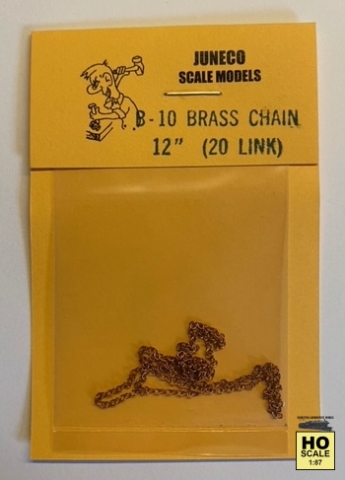 JUNECO
SCALE MODELS
B-10 BRASS CHAIN
12" (20 LINK)
HO
SCALE
1:87